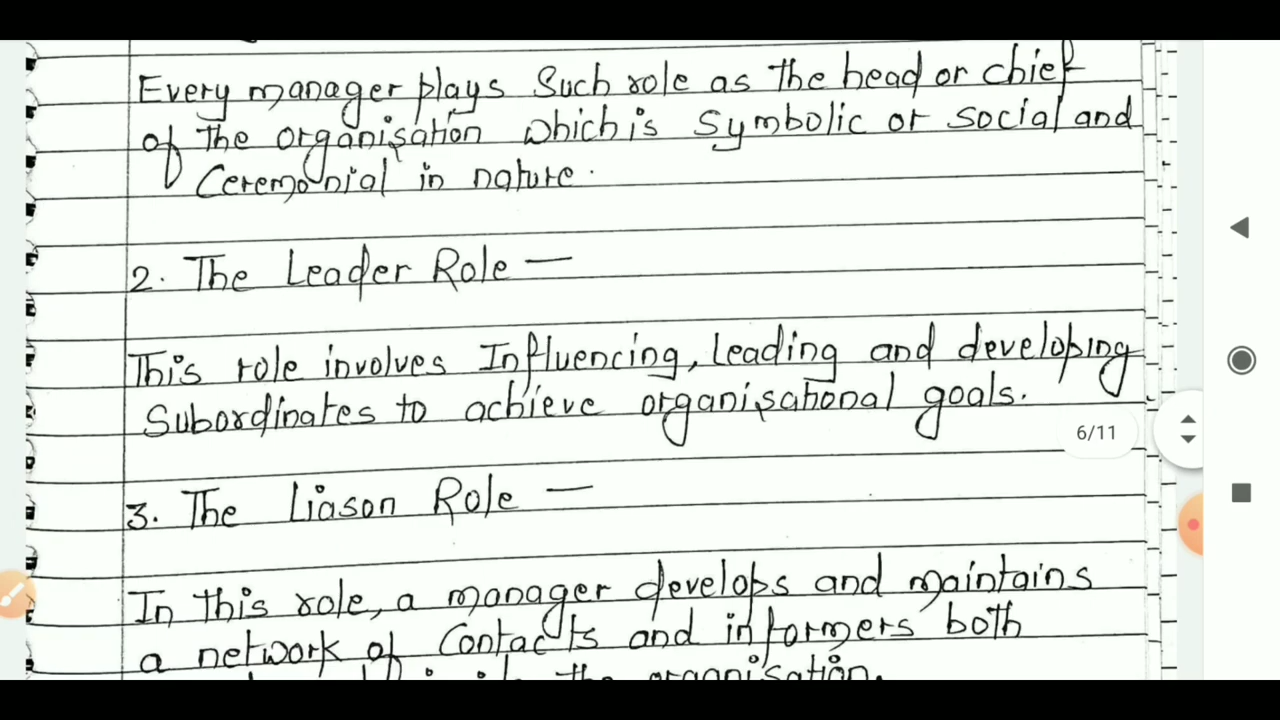 Every manager plays Such role as the head or chief
of the organisation which is Symbolic or social and
Ceremonial in nature.
2. The Leader Role —
This role involves Influencing, leading and developing
Subordinates to achieve organisational goals.
6/11
3. The Liason Role —
In this role, a manager develops and maintains
a network of Contacts and informers both
the organisation.